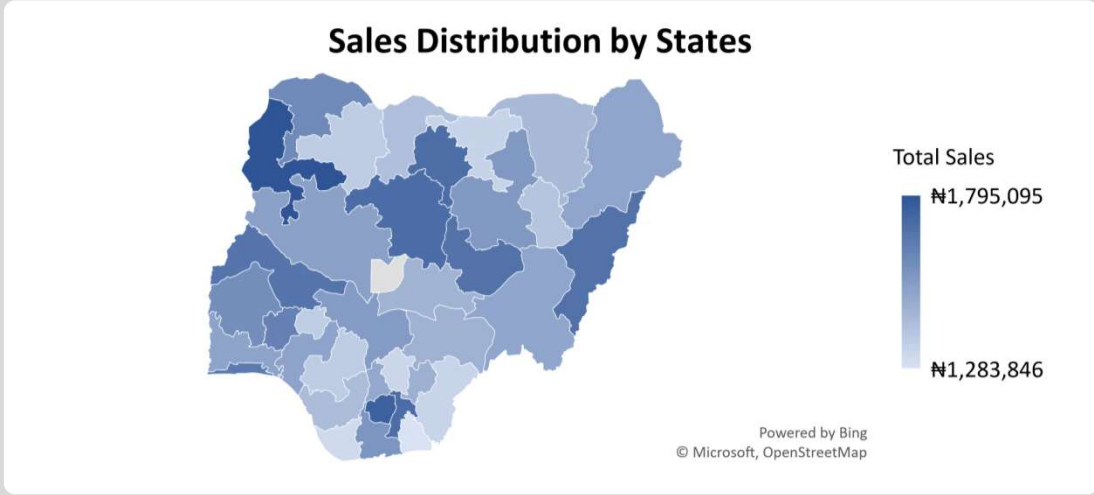 Sales Distribution by States
Total Sales
₦1,795,095
₦1,283,846
Powered by Bing
© Microsoft, OpenStreetMap